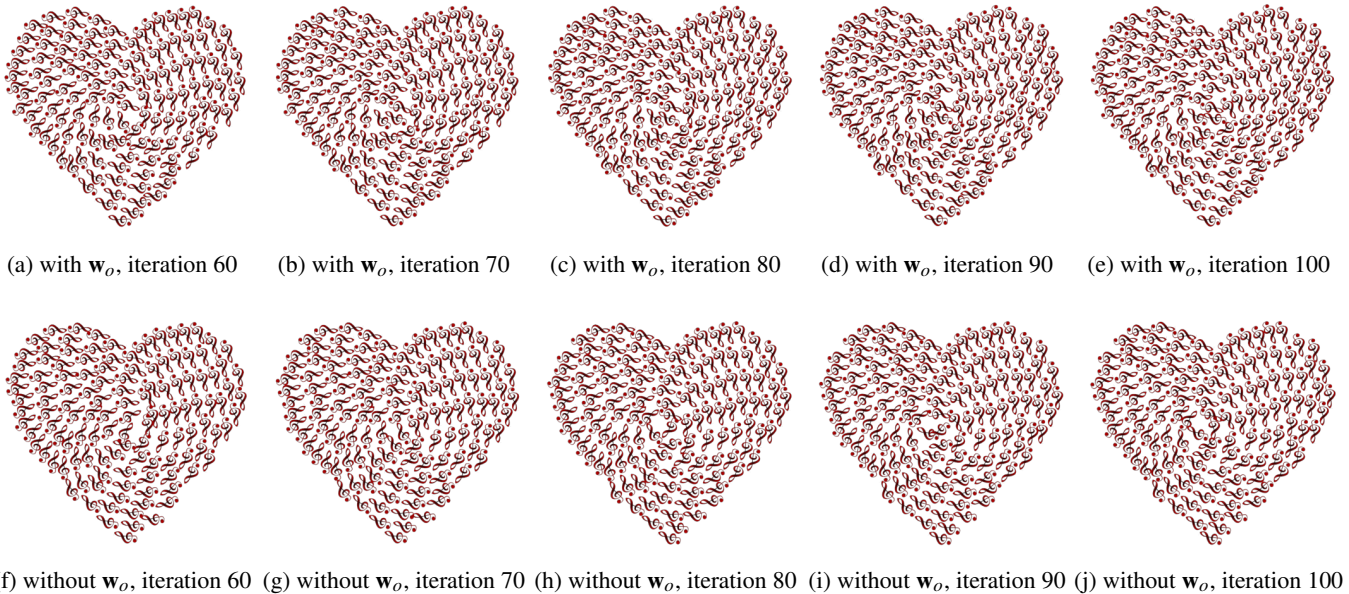 (a) with w_o, iteration 60 (b) with w_o, iteration 70 (c) with w_o, iteration 80 (d) with w_o, iteration 90 (e) with w_o, iteration 100
f) without w_o, iteration 60 (g) without w_o, iteration 70 (h) without w_o, iteration 80 (i) without w_o, iteration 90 (j) without w_o, iteration 100